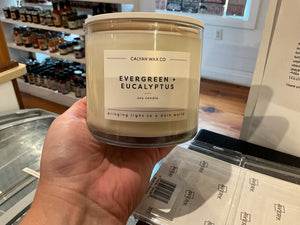 CALYAN WAX CO
EVERGREEN +
EUCALYPTUS
soy candle
bringing light to a dark world